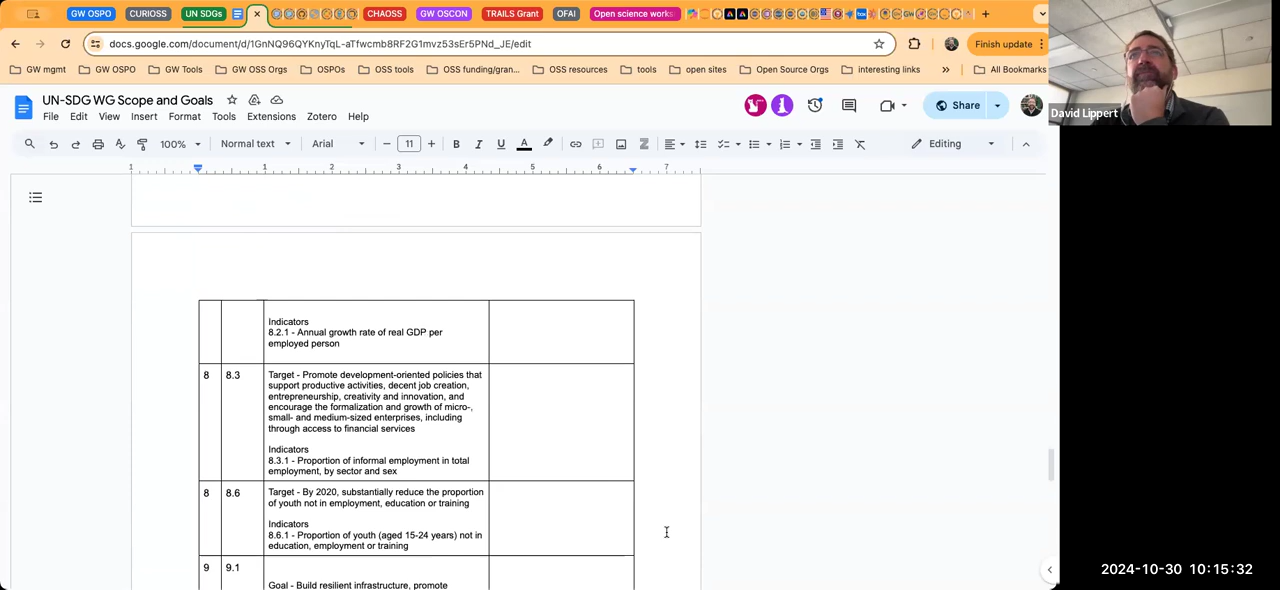 GW OSPO
CURIOSS
UN SDGs
CHAOSS
GW OSCON
TRAILS Grant
OFAI
Open science works
docs.google.com/document/d/1GnNQ96QYKnyTqL-aTfwcmb8RF2G1mvz53sEr5PNd_JE/edit
Finish update
GW mgmt
GW OSPO
GW Tools
GW OSS Orgs
OSPOs
OSS tools
OSS funding/gran...
OSS resources
tools
open sites
Open Source Orgs
interesting links
»
All Bookmarks
David Lippert
UN-SDG WG Scope and Goals
File Edit View Insert Format Tools Extensions Zotero Help
Share
100% Normal text Arial 11 B I U A Editing
1 1 2 3 4 5 6 7
Indicators
8.2.1 - Annual growth rate of real GDP per
employed person
8 8.3 Target - Promote development-oriented policies that
support productive activities, decent job creation,
entrepreneurship, creativity and innovation, and
encourage the formalization and growth of micro-,
small- and medium-sized enterprises, including
through access to financial services
Indicators
8.3.1 - Proportion of informal employment in total
employment, by sector and sex
8 8.6 Target - By 2020, substantially reduce the proportion
of youth not in employment, education or training
Indicators
8.6.1 - Proportion of youth (aged 15-24 years) not in
education, employment or training
9 9.1
Goal - Build resilient infrastructure, promote
2024-10-30 10:15:32